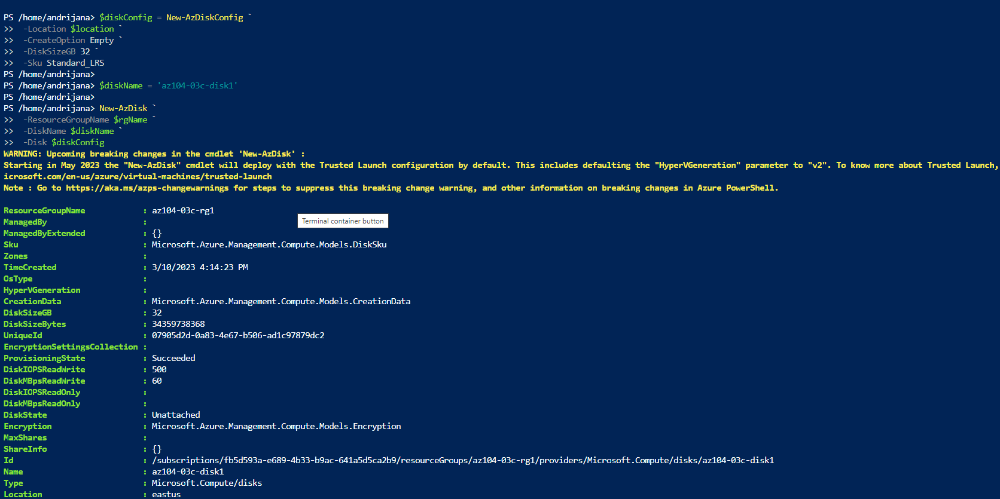 PS /home/andrijana> $diskConfig = New-AzDiskConfig `
>>  -Location $location `
>>  -CreateOption Empty `
>>  -DiskSizeGB 32 `
>>  -Sku Standard_LRS
PS /home/andrijana>
PS /home/andrijana> $diskName = 'az104-03c-disk1'
PS /home/andrijana>
PS /home/andrijana> New-AzDisk `
>>  -ResourceGroupName $rgName `
>>  -DiskName $diskName `
>>  -Disk $diskConfig
WARNING: Upcoming breaking changes in the cmdlet 'New-AzDisk' :
Starting in May 2023 the "New-AzDisk" cmdlet will deploy with the Trusted Launch configuration by default. This includes defaulting the "HyperVGeneration" parameter to "v2". To know more about Trusted Launch,
icrosoft.com/en-us/azure/virtual-machines/trusted-launch
Note : Go to https://aka.ms/azps-changewarnings for steps to suppress this breaking change warning, and other information on breaking changes in Azure PowerShell.
ResourceGroupName            : az104-03c-rg1
Terminal container button
ManagedBy                    :
ManagedByExtended            : {}
Sku                          : Microsoft.Azure.Management.Compute.Models.DiskSku
Zones                        :
TimeCreated                  : 3/10/2023 4:14:23 PM
OsType                       :
HyperVGeneration             :
CreationData                 : Microsoft.Azure.Management.Compute.Models.CreationData
DiskSizeGB                   : 32
DiskSizeBytes                : 34359738368
UniqueId                     : 07905d2d-0a83-4e67-b506-ad1c97879dc2
EncryptionSettingsCollection :
ProvisioningState            : Succeeded
DiskIOPSReadWrite            : 500
DiskMBpsReadWrite            : 60
DiskIOPSReadOnly             :
DiskMBpsReadOnly             :
DiskState                    : Unattached
Encryption                   : Microsoft.Azure.Management.Compute.Models.Encryption
MaxShares                    :
ShareInfo                    : {}
Id                           : /subscriptions/fb5d593a-e689-4b33-b9ac-641a5d5ca2b9/resourceGroups/az104-03c-rg1/providers/Microsoft.Compute/disks/az104-03c-disk1
Name                         : az104-03c-disk1
Type                         : Microsoft.Compute/disks
Location                     : eastus